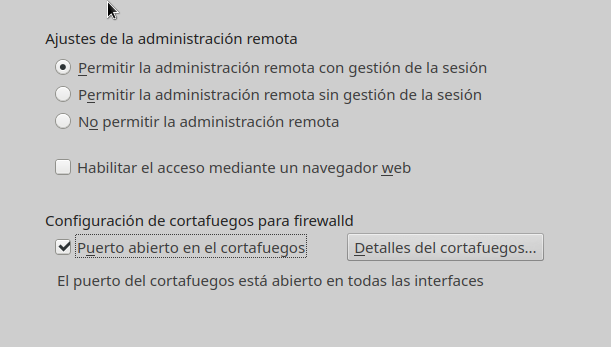 Ajustes de la administración remota
Permitir la administración remota con gestión de la sesión
Permitir la administración remota sin gestión de la sesión
No permitir la administración remota
Habilitar el acceso mediante un navegador web
Configuración de cortafuegos para firewalld
Puerto abierto en el cortafuegos
Detalles del cortafuegos...
El puerto del cortafuegos está abierto en todas las interfaces